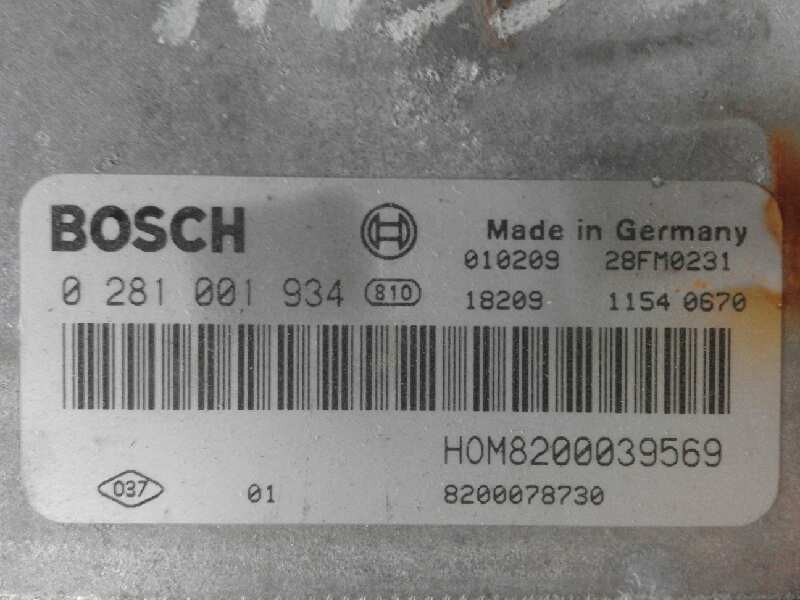 BOSCH
Made in Germany
010209 28FM0231
0 281 001 934 810 18209 1154 0670
HOM8200039569
037 01 8200078730